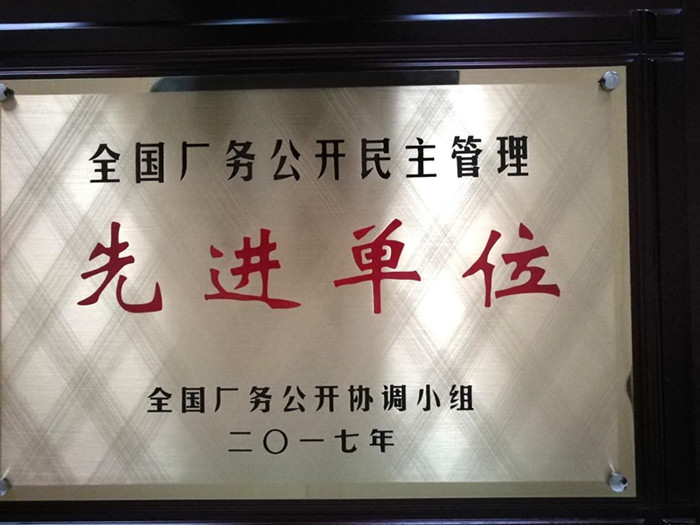 全国厂务公开民主管理
先进单位
全国厂务公开协调小组
二〇一七年